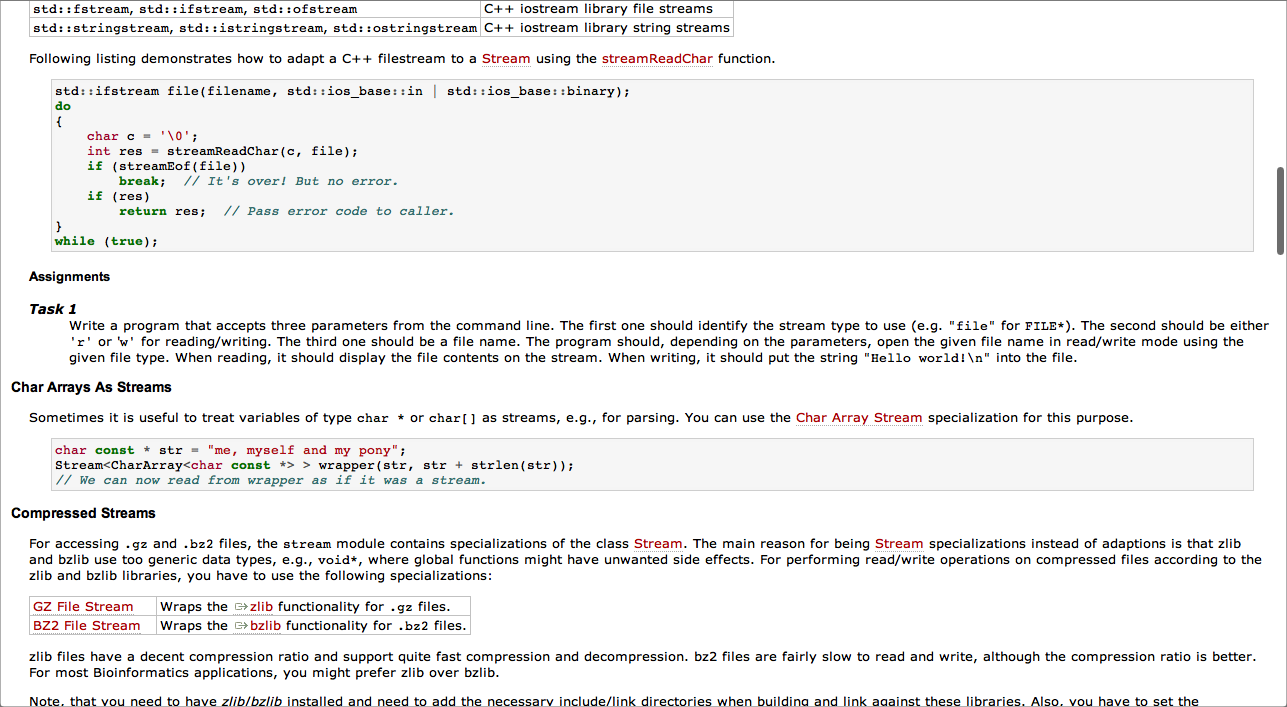 std::fstream, std::ifstream, std::ofstream C++ iostream library file streams
std::stringstream, std::istringstream, std::ostringstream C++ iostream library string streams
Following listing demonstrates how to adapt a C++ filestream to a Stream using the streamReadChar function.
std::ifstream file(filename, std::ios_base::in | std::ios_base::binary);
do
{
    char c = '\0';
    int res = streamReadChar(c, file);
    if (streamEof(file))
        break;  // It's over! But no error.
    if (res)
        return res;  // Pass error code to caller.
}
while (true);
Assignments
Task 1
Write a program that accepts three parameters from the command line. The first one should identify the stream type to use (e.g. "file" for FILE*). The second should be either
'r' or 'w' for reading/writing. The third one should be a file name. The program should, depending on the parameters, open the given file name in read/write mode using the
given file type. When reading, it should display the file contents on the stream. When writing, it should put the string "Hello world!\n" into the file.
Char Arrays As Streams
Sometimes it is useful to treat variables of type char * or char[] as streams, e.g., for parsing. You can use the Char Array Stream specialization for this purpose.
char const * str = "me, myself and my pony";
Stream<CharArray<char const *> > wrapper(str, str + strlen(str));
// We can now read from wrapper as if it was a stream.
Compressed Streams
For accessing .gz and .bz2 files, the stream module contains specializations of the class Stream. The main reason for being Stream specializations instead of adaptions is that zlib
and bzlib use too generic data types, e.g., void*, where global functions might have unwanted side effects. For performing read/write operations on compressed files according to the
zlib and bzlib libraries, you have to use the following specializations:
GZ File Stream Wraps the zlib functionality for .gz files.
BZ2 File Stream Wraps the bzlib functionality for .bz2 files.
zlib files have a decent compression ratio and support quite fast compression and decompression. bz2 files are fairly slow to read and write, although the compression ratio is better.
For most Bioinformatics applications, you might prefer zlib over bzlib.
Note, that you need to have zlib/bzlib installed and need to add the necessary include/link directories when building and link against these libraries. Also, you have to set the